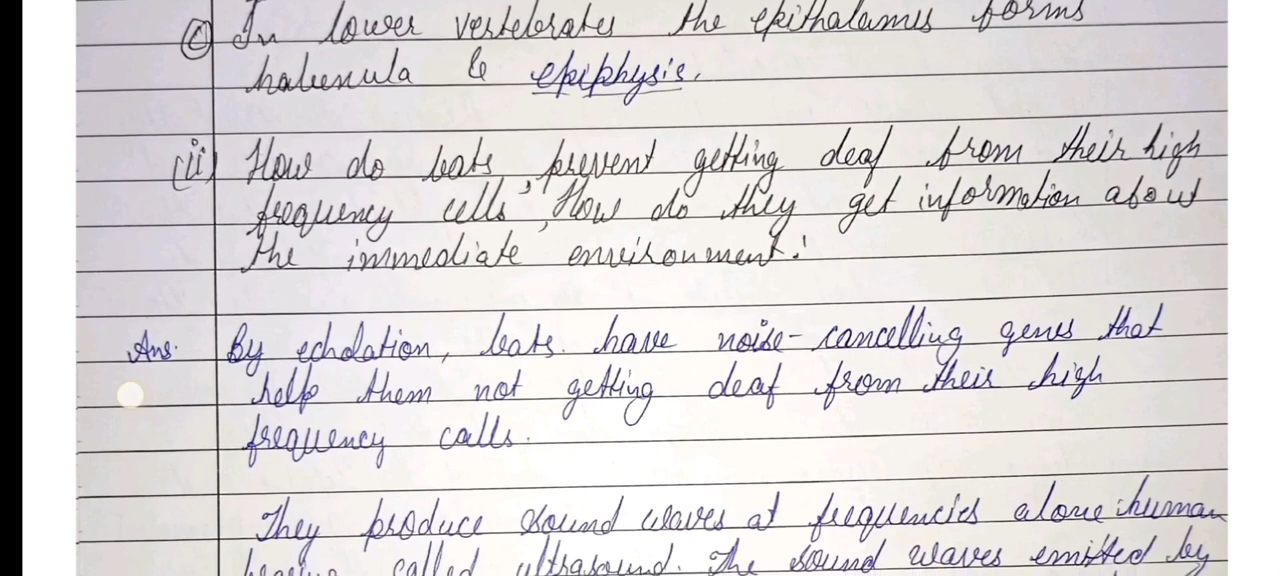 (c) In lower vertebrates the epithalamus forms
habenula & epiphysis.
(ii) How do bats prevent getting deaf from their high
frequency cells, How do they get information about
the immediate environment.
Ans. By echolation, bats. have noise-cancelling genes that
help them not getting deaf from their high
frequency calls.
They produce sound waves at frequencies above human
hearing called ultrasound. The sound waves emitted by